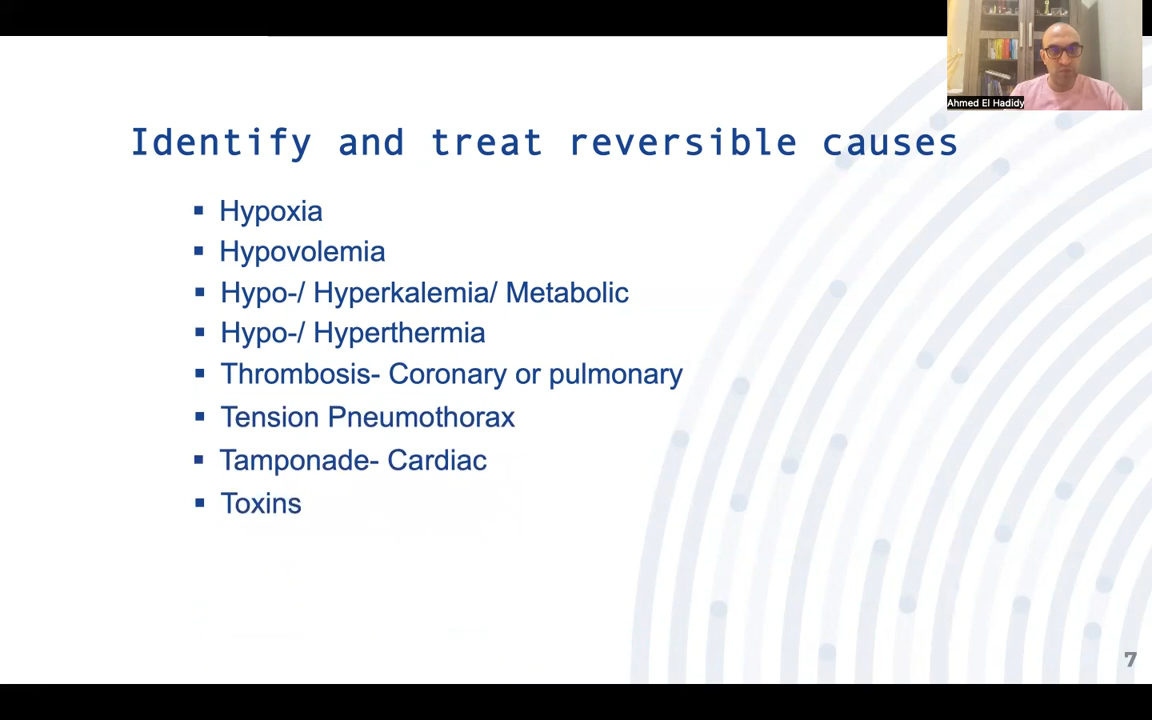 Ahmed El Hadidy
Identify and treat reversible causes
▪ Hypoxia
▪ Hypovolemia
▪ Hypo-/ Hyperkalemia/ Metabolic
▪ Hypo-/ Hyperthermia
▪ Thrombosis- Coronary or pulmonary
▪ Tension Pneumothorax
▪ Tamponade- Cardiac
▪ Toxins
7